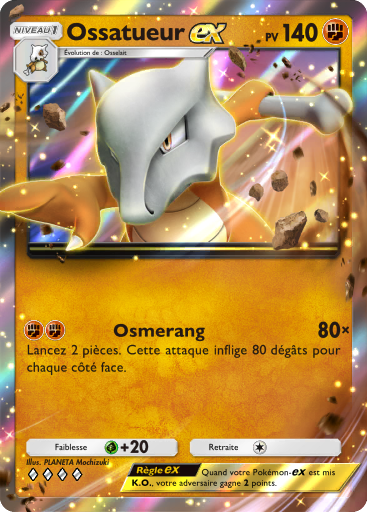 NIVEAU 1 Ossatueur ex PV 140
Évolution de : Osselait
Osmerang 80×
Lancez 2 pièces. Cette attaque inflige 80 dégâts pour
chaque côté face.
Faiblesse +20 Retraite
Illus. PLANETA Mochizuki
Règle ex Quand votre Pokémon-ex est mis
K.O., votre adversaire gagne 2 points.